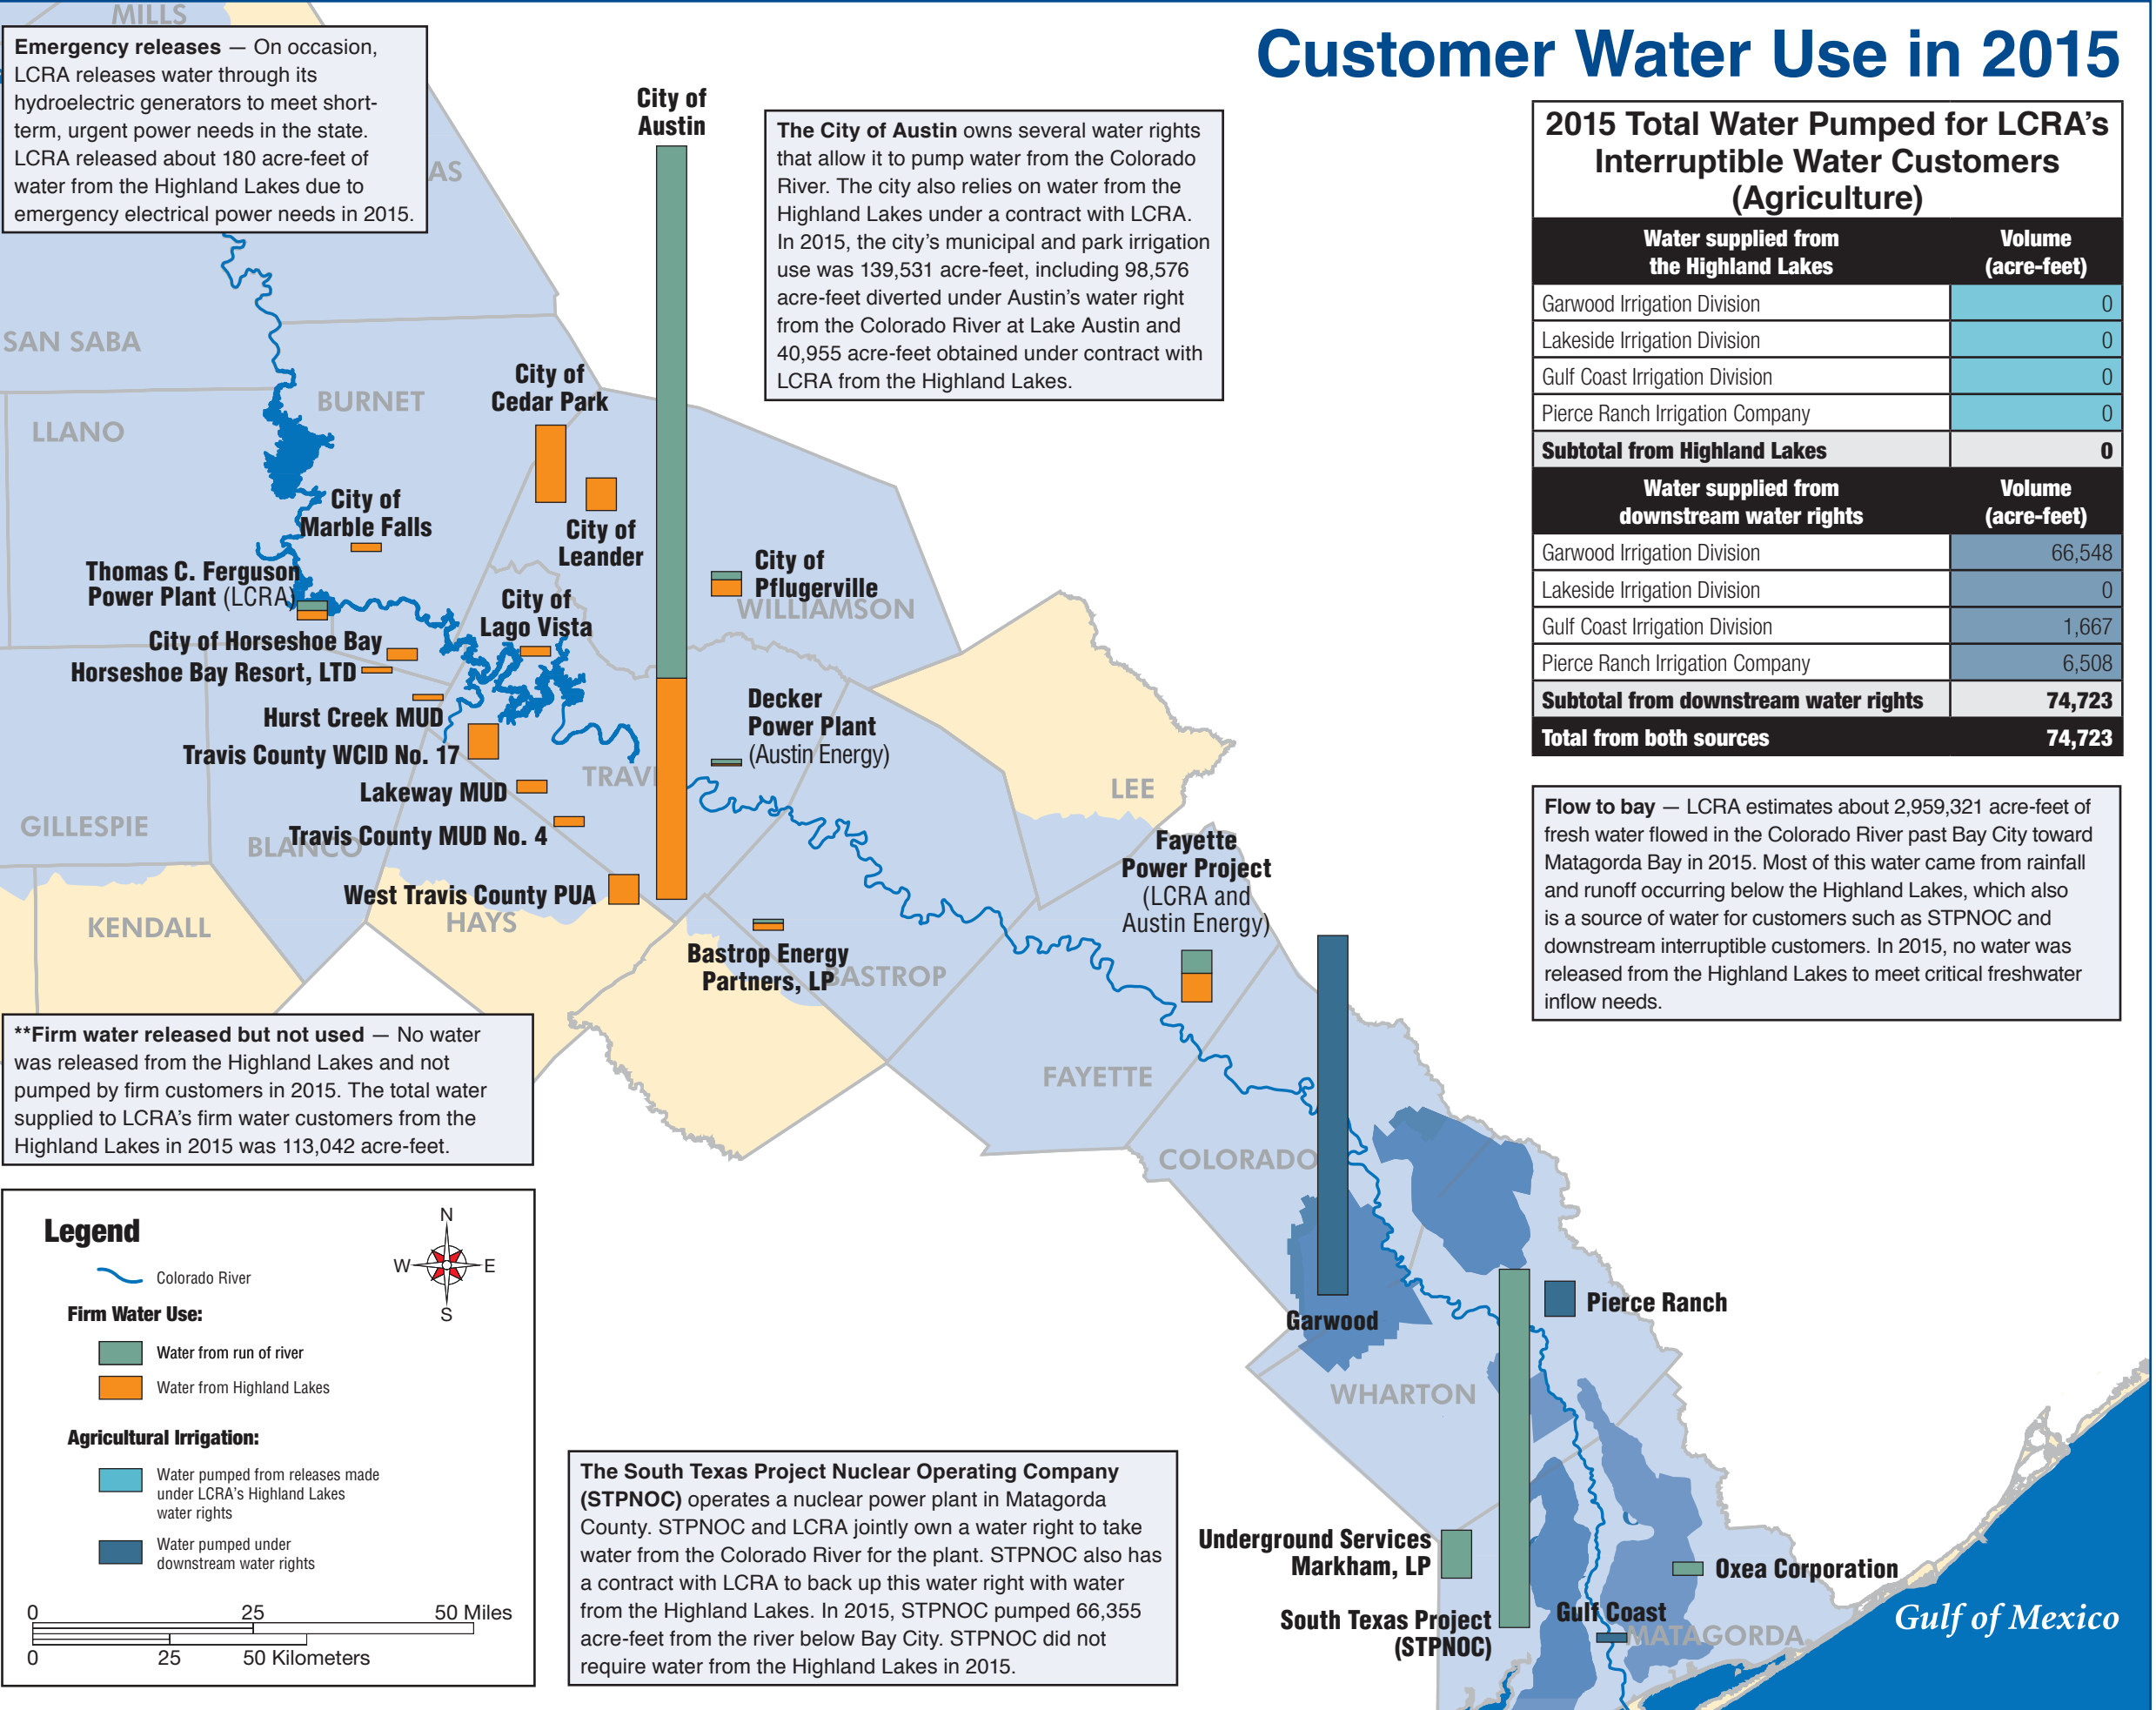 Customer Water Use in 2015
MILLS
Emergency releases — On occasion,
LCRA releases water through its
hydroelectric generators to meet short-
term, urgent power needs in the state.
LCRA released about 180 acre-feet of
water from the Highland Lakes due to
emergency electrical power needs in 2015.
AS
City of
Austin
The City of Austin owns several water rights
that allow it to pump water from the Colorado
River. The city also relies on water from the
Highland Lakes under a contract with LCRA.
In 2015, the city's municipal and park irrigation
use was 139,531 acre-feet, including 98,576
acre-feet diverted under Austin's water right
from the Colorado River at Lake Austin and
40,955 acre-feet obtained under contract with
LCRA from the Highland Lakes.
2015 Total Water Pumped for LCRA's
Interruptible Water Customers
(Agriculture)
Water supplied from
the Highland Lakes
Volume
(acre-feet)
Garwood Irrigation Division 0
Lakeside Irrigation Division 0
Gulf Coast Irrigation Division 0
Pierce Ranch Irrigation Company 0
Subtotal from Highland Lakes 0
Water supplied from
downstream water rights
Volume
(acre-feet)
Garwood Irrigation Division 66,548
Lakeside Irrigation Division 0
Gulf Coast Irrigation Division 1,667
Pierce Ranch Irrigation Company 6,508
Subtotal from downstream water rights 74,723
Total from both sources 74,723
Flow to bay — LCRA estimates about 2,959,321 acre-feet of
fresh water flowed in the Colorado River past Bay City toward
Matagorda Bay in 2015. Most of this water came from rainfall
and runoff occurring below the Highland Lakes, which also
is a source of water for customers such as STPNOC and
downstream interruptible customers. In 2015, no water was
released from the Highland Lakes to meet critical freshwater
inflow needs.
SAN SABA
BURNET
LLANO
City of
Cedar Park
City of
Leander
City of
Marble Falls
Thomas C. Ferguson
Power Plant (LCRA)
City of
Pflugerville
WILLIAMSON
City of
Lago Vista
City of Horseshoe Bay
Horseshoe Bay Resort, LTD
Hurst Creek MUD
Travis County WCID No. 17
Decker
Power Plant
(Austin Energy)
TRAVI
Lakeway MUD
LEE
GILLESPIE
BLANCO
Travis County MUD No. 4
Fayette
Power Project
(LCRA and
Austin Energy)
West Travis County PUA
HAYS
KENDALL
Bastrop Energy
Partners, LP
BASTROP
**Firm water released but not used — No water
was released from the Highland Lakes and not
pumped by firm customers in 2015. The total water
supplied to LCRA's firm water customers from the
Highland Lakes in 2015 was 113,042 acre-feet.
FAYETTE
COLORADO
Garwood
Pierce Ranch
WHARTON
Legend
N
W E
S
Colorado River
Firm Water Use:
Water from run of river
Water from Highland Lakes
Agricultural Irrigation:
Water pumped from releases made
under LCRA's Highland Lakes
water rights
Water pumped under
downstream water rights
0 25 50 Miles
0 25 50 Kilometers
The South Texas Project Nuclear Operating Company
(STPNOC) operates a nuclear power plant in Matagorda
County. STPNOC and LCRA jointly own a water right to take
water from the Colorado River for the plant. STPNOC also has
a contract with LCRA to back up this water right with water
from the Highland Lakes. In 2015, STPNOC pumped 66,355
acre-feet from the river below Bay City. STPNOC did not
require water from the Highland Lakes in 2015.
Underground Services
Markham, LP
Oxea Corporation
South Texas Project
(STPNOC)
Gulf Coast
MATAGORDA
Gulf of Mexico